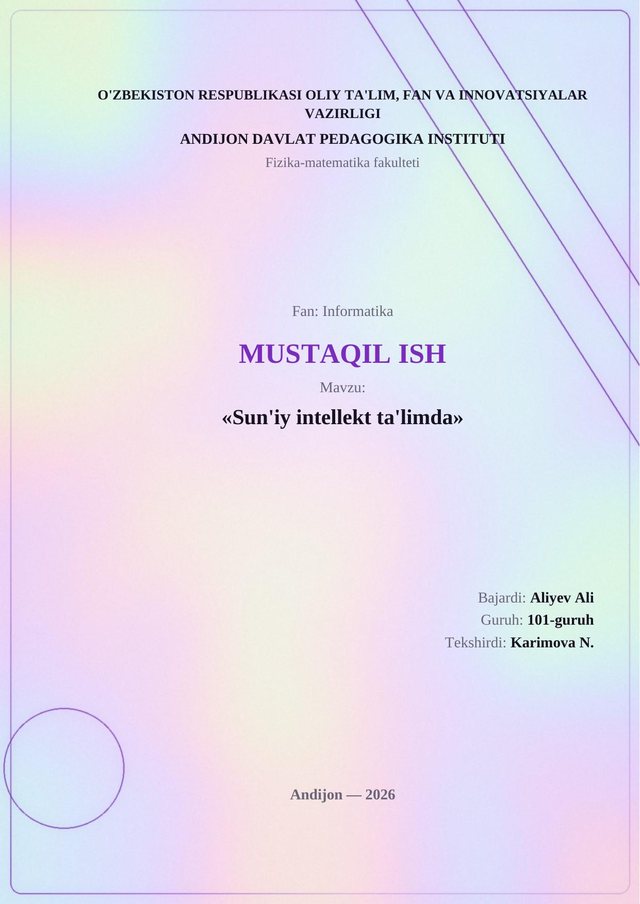 O'ZBEKISTON RESPUBLIKASI OLIY TA'LIM, FAN VA INNOVATSIYALAR
VAZIRLIGI
ANDIJON DAVLAT PEDAGOGIKA INSTITUTI
Fizika-matematika fakulteti
Fan: Informatika
MUSTAQIL ISH
Mavzu:
«Sun'iy intellekt ta'limda»
Bajardi: Aliyev Ali
Guruh: 101-guruh
Tekshirdi: Karimova N.
Andijon — 2026